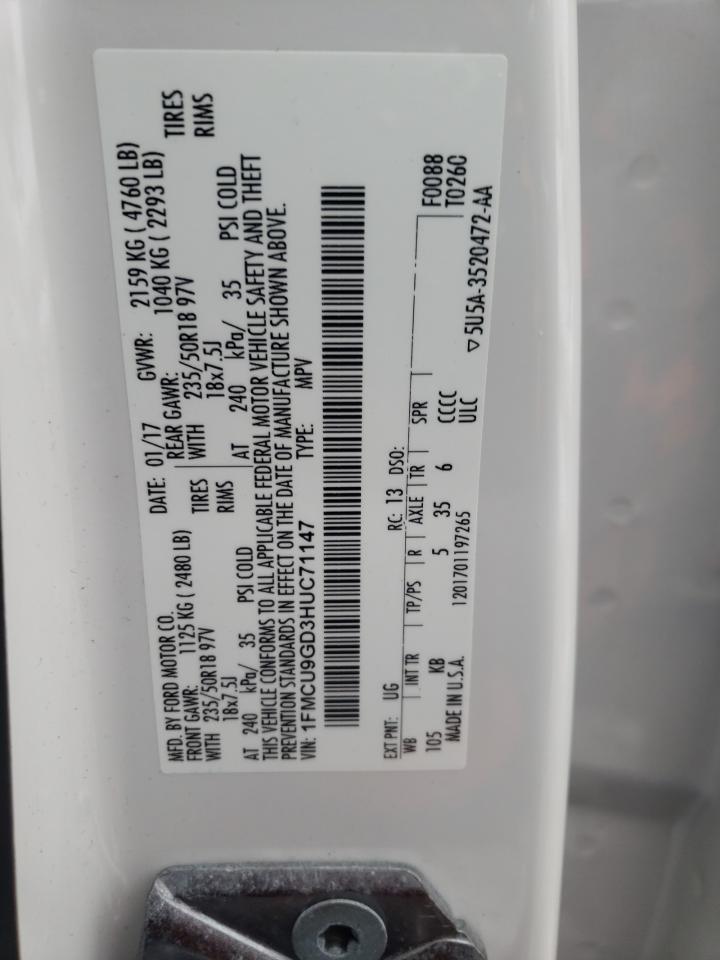 MFD. BY FORD MOTOR CO.
DATE: 01/17 GVWR: 2159 KG ( 4760 LB)
FRONT GAWR: 1125 KG ( 2480 LB)
REAR GAWR: 1040 KG ( 2293 LB)
WITH 235/50R18 97V TIRES
WITH 235/50R18 97V TIRES
18x7.5J RIMS
18x7.5J RIMS
AT 240 kPa/ 35 PSI COLD
AT 240 kPa/ 35 PSI COLD
THIS VEHICLE CONFORMS TO ALL APPLICABLE FEDERAL MOTOR VEHICLE SAFETY AND THEFT
PREVENTION STANDARDS IN EFFECT ON THE DATE OF MANUFACTURE SHOWN ABOVE.
VIN: 1FMCU9GD3HUC71147 TYPE: MPV
EXT PNT: UG RC: 13 DSO: F0088
T0260
WB INT TR TP/PS R AXLE TR SPR
105 KB 5 35 6 CCCC
MADE IN U.S.A. 1201701197265 ULC
▽5U5A-3520472-AA